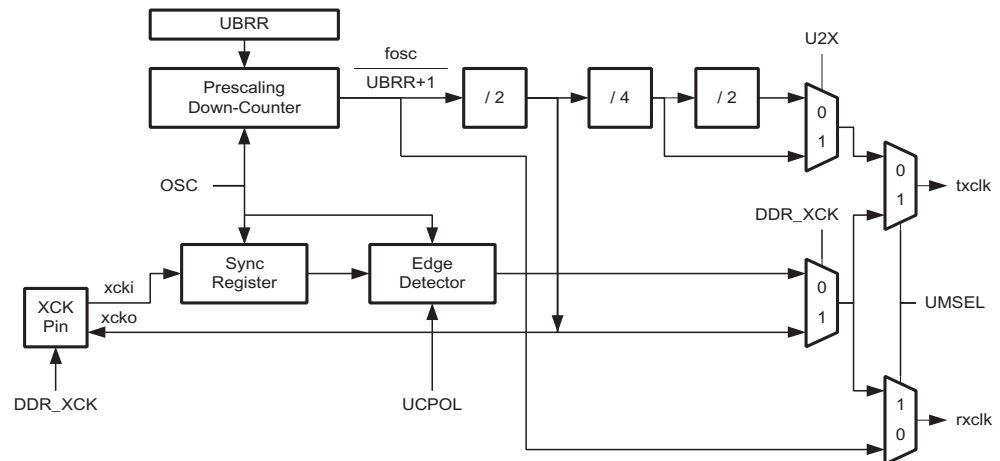 UBRR
U2X
fosc
UBRR+1
Prescaling
Down-Counter
/ 2
/ 4
/ 2
0
1
OSC
0
1
txclk
DDR_XCK
Sync
Register
Edge
Detector
0
1
xcki
XCK
Pin
xcko
UMSEL
DDR_XCK
UCPOL
1
0
rxclk